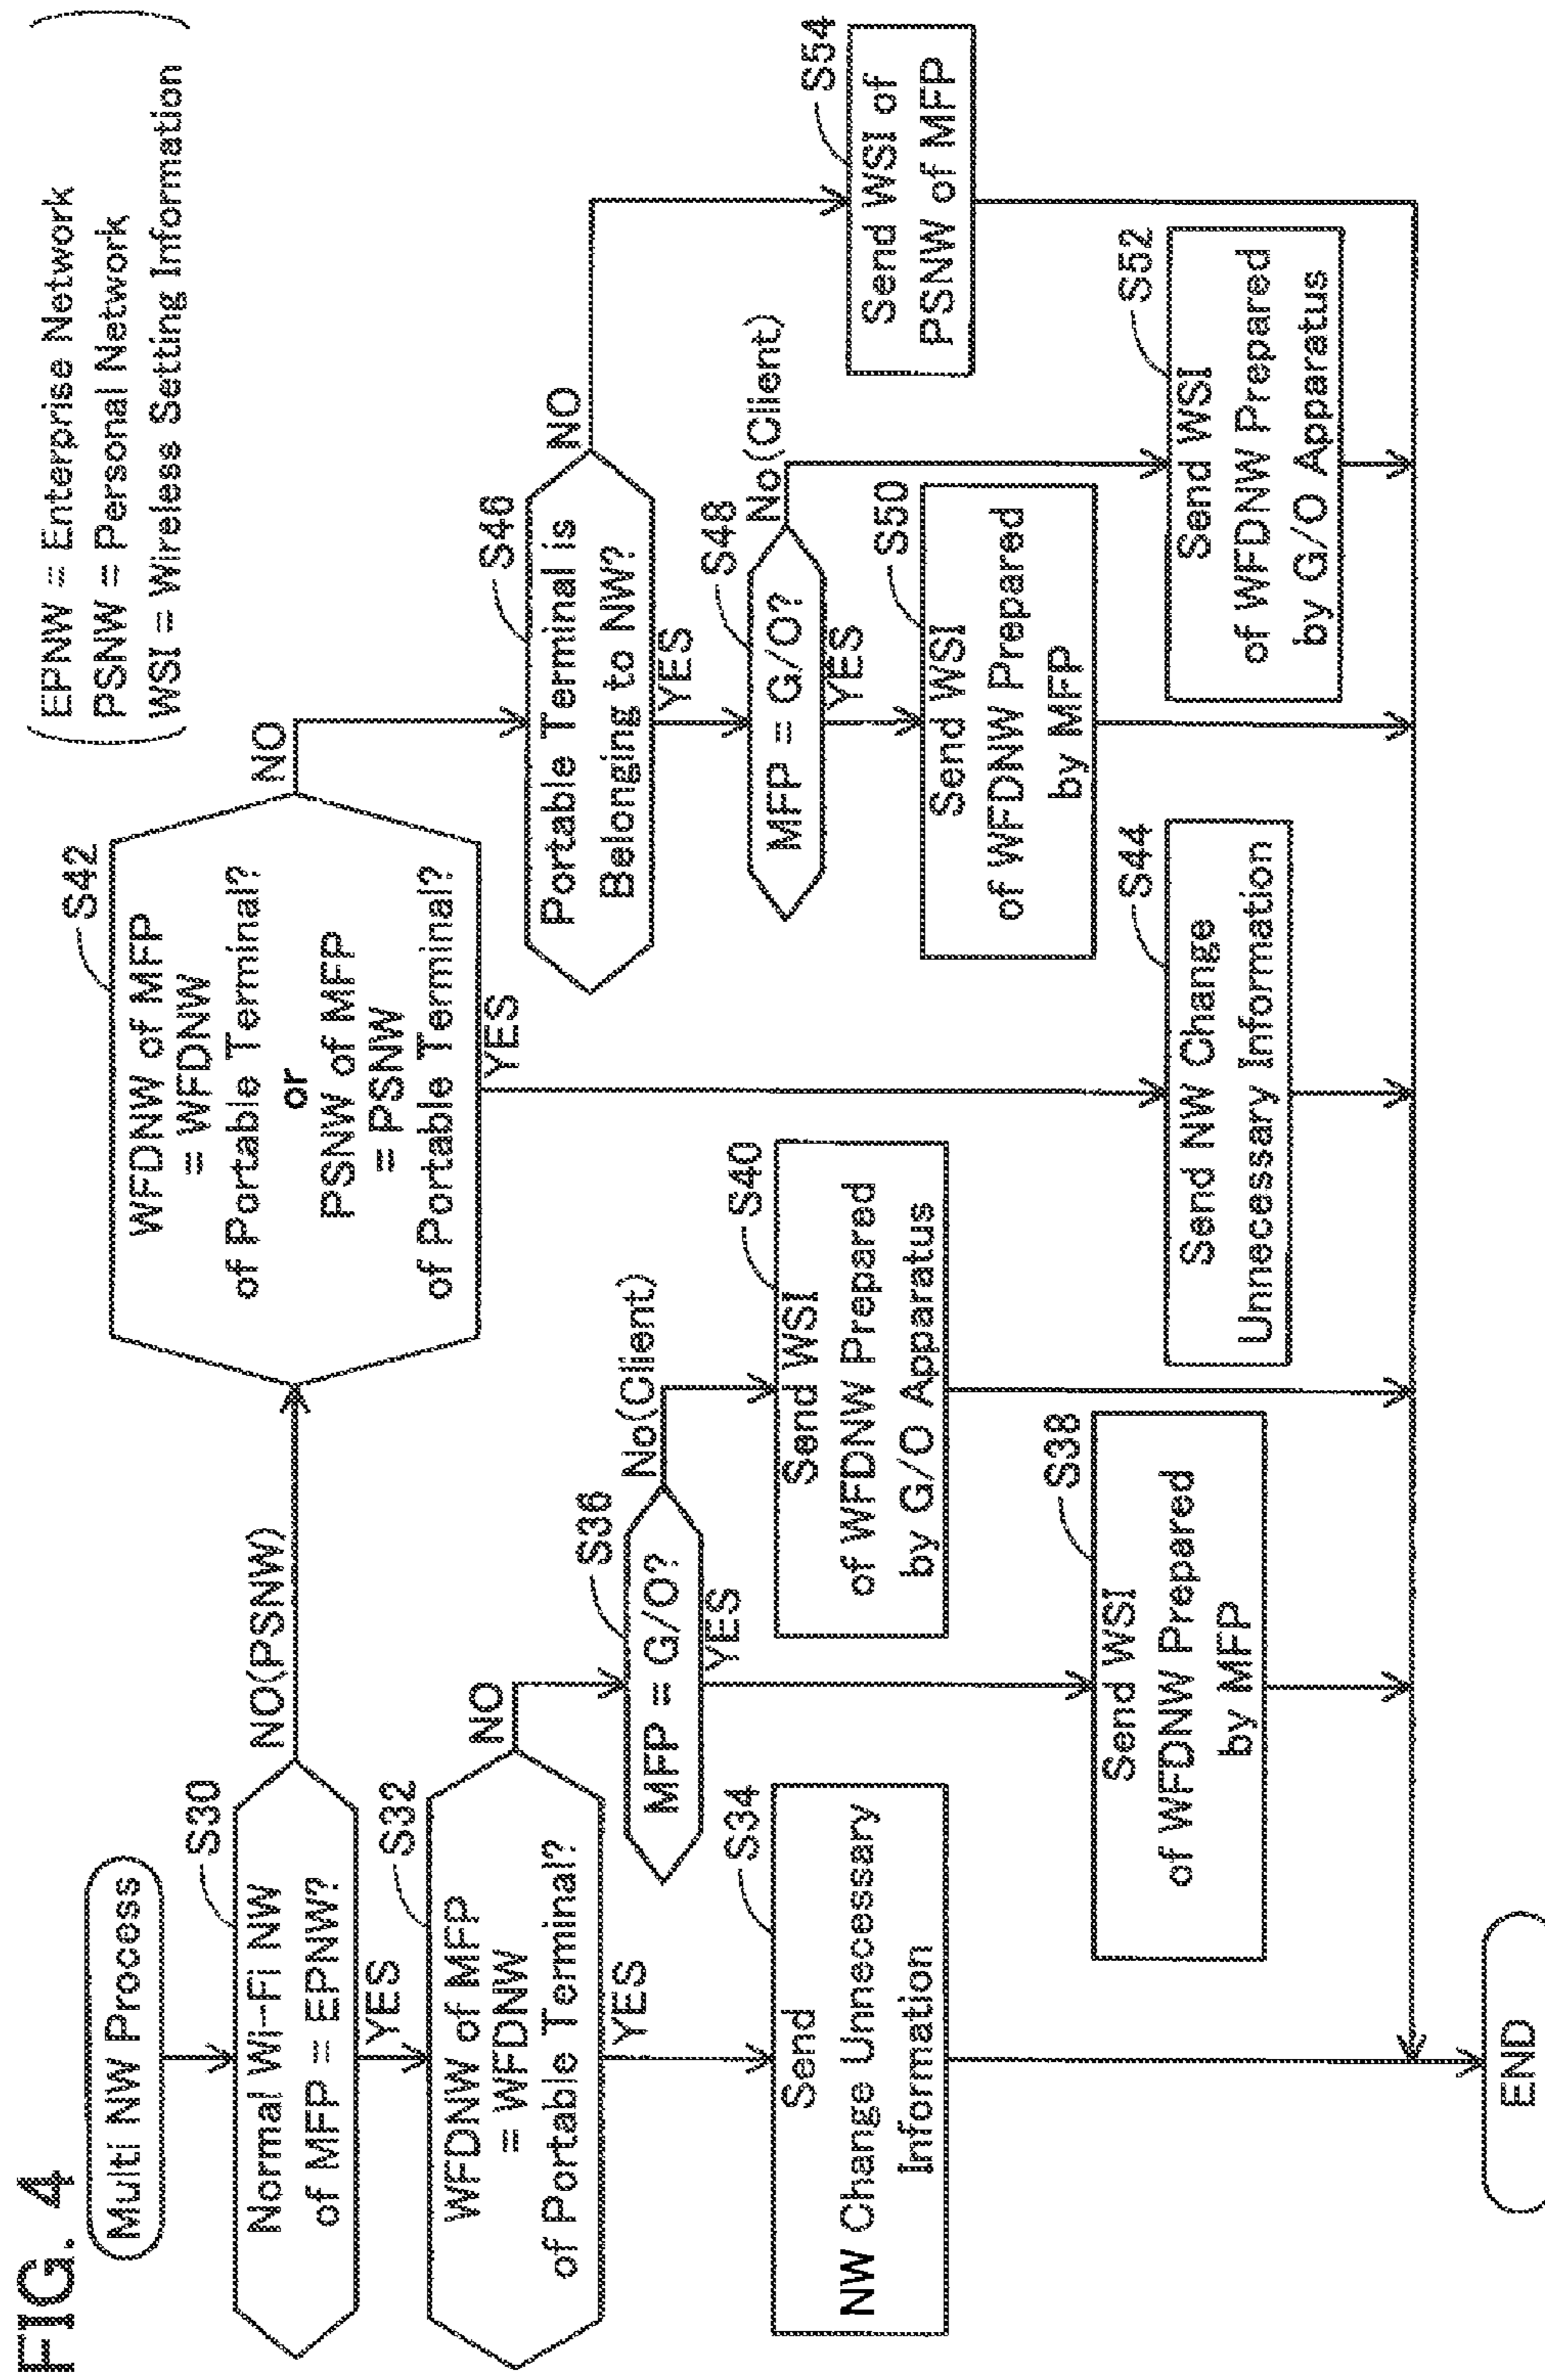 FIG. 4
EPNW = Enterprise Network
PSNW = Personal Network
WSI = Wireless Setting Information
Multi NW Process
S30
Normal Wi-Fi NW
of MFP = EPNW?
NO(PSNW)
YES
S32
WFDNW of MFP
= WFDNW
of Portable Terminal?
NO
YES
S34
Send
NW Change Unnecessary
Information
S36
MFP = G/O?
No(Client)
YES
S38
Send WSI
of WFDNW Prepared
by MFP
S40
Send WSI
of WFDNW Prepared
by G/O Apparatus
S42
WFDNW of MFP
= WFDNW
of Portable Terminal?
or
PSNW of MFP
= PSNW
of Portable Terminal?
NO
YES
S44
Send NW Change
Unnecessary Information
S46
Portable Terminal is
Belonging to NW?
NO
YES
S48
MFP = G/O?
No(Client)
YES
S50
Send WSI
of WFDNW Prepared
by MFP
S52
Send WSI
of WFDNW Prepared
by G/O Apparatus
S54
Send WSI of
PSNW of MFP
END